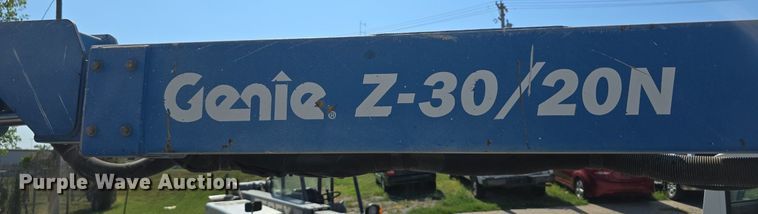 Genie® Z-30/20N
Purple Wave Auction